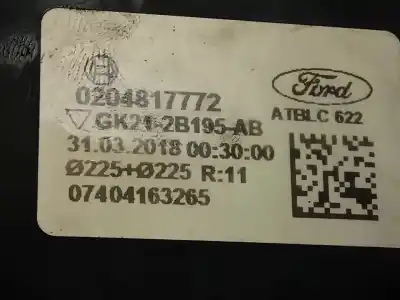 0204817772
GK21-2B195-AB
31.03.2018 00:30:00
Ø225+Ø225 R:11
07404163265
Ford
ATBLC 622